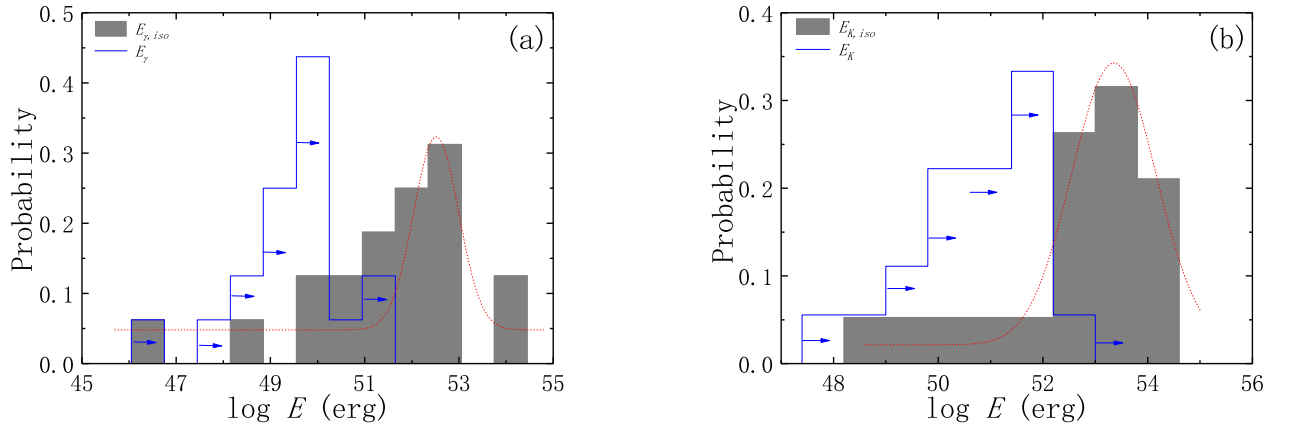 0.5
0.4
0.3
0.2
0.1
0.0
Probability
E_γ,iso
E_γ
(a)
45 47 49 51 53 55
log E (erg)
0.4
0.3
0.2
0.1
0.0
Probability
E_K,iso
E_K
(b)
48 50 52 54 56
log E (erg)